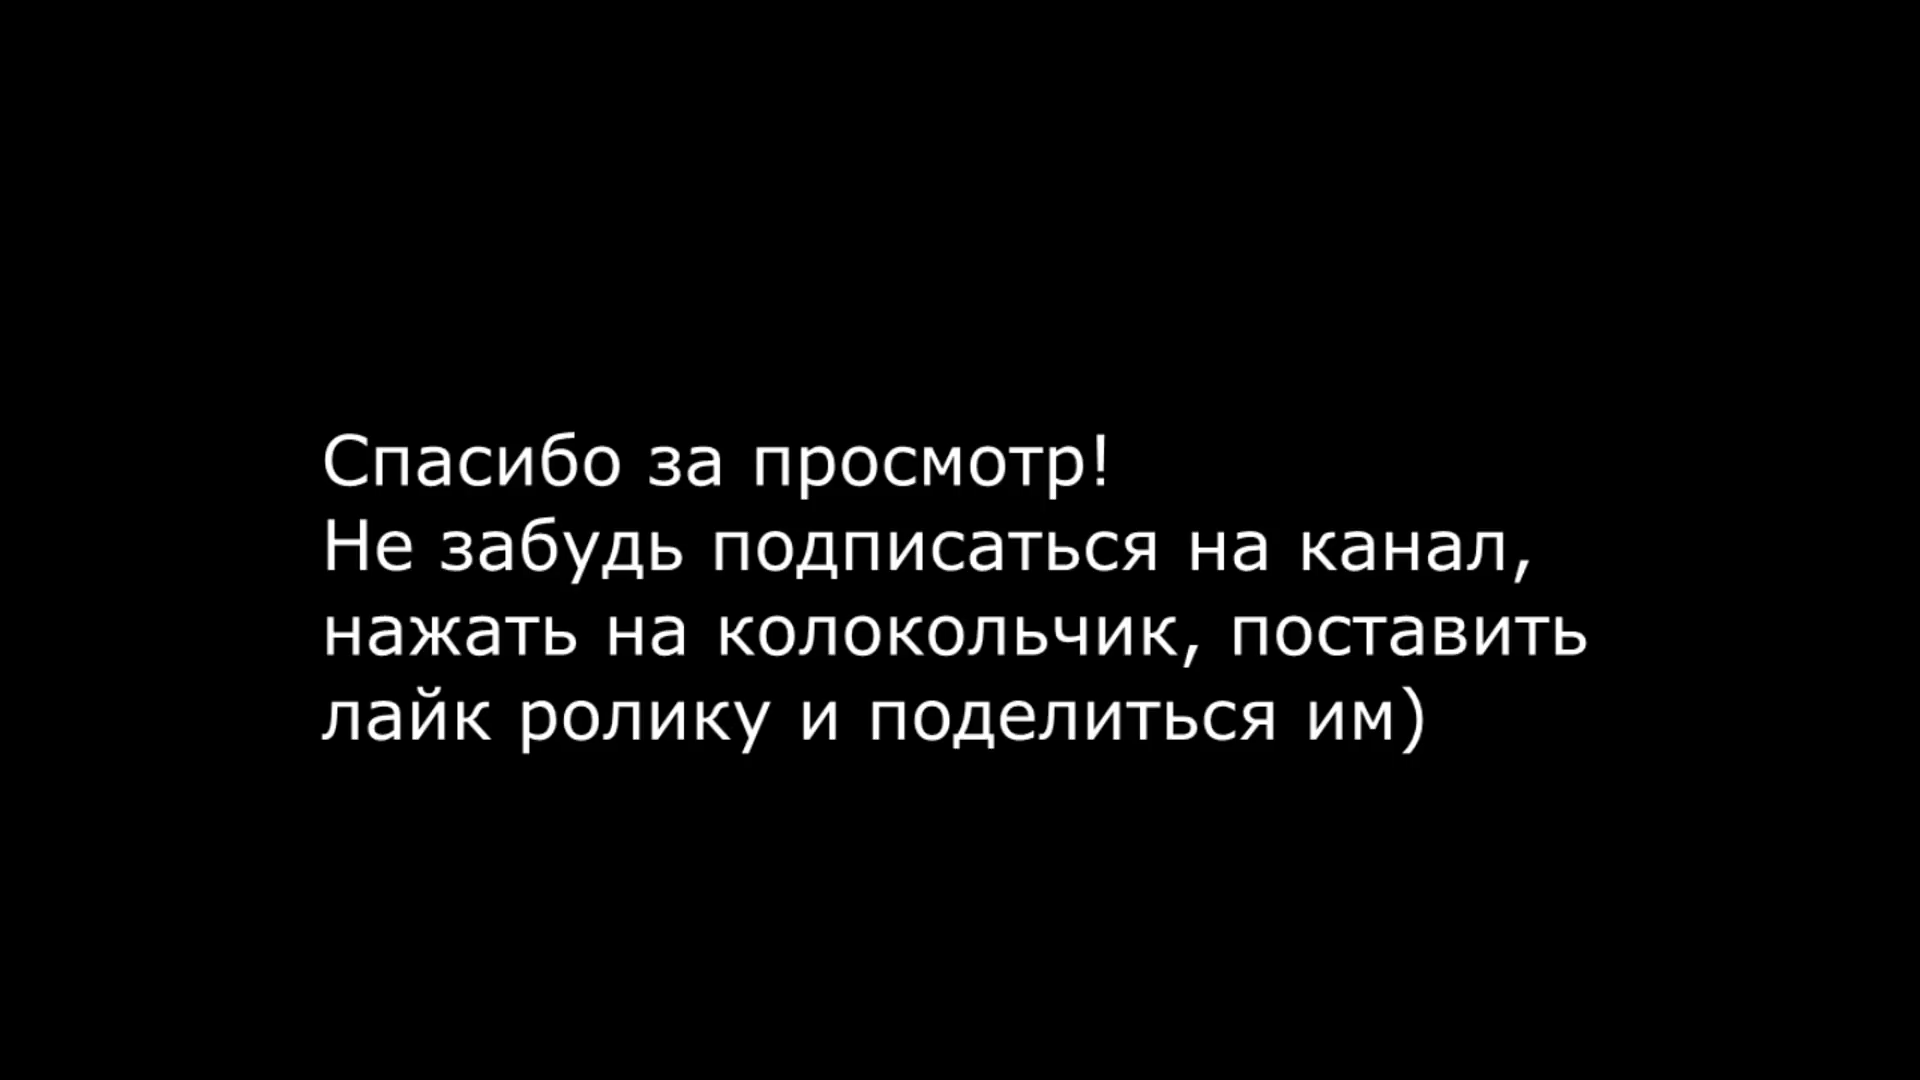 Спасибо за просмотр!
Не забудь подписаться на канал,
нажать на колокольчик, поставить
лайк ролику и поделиться им)